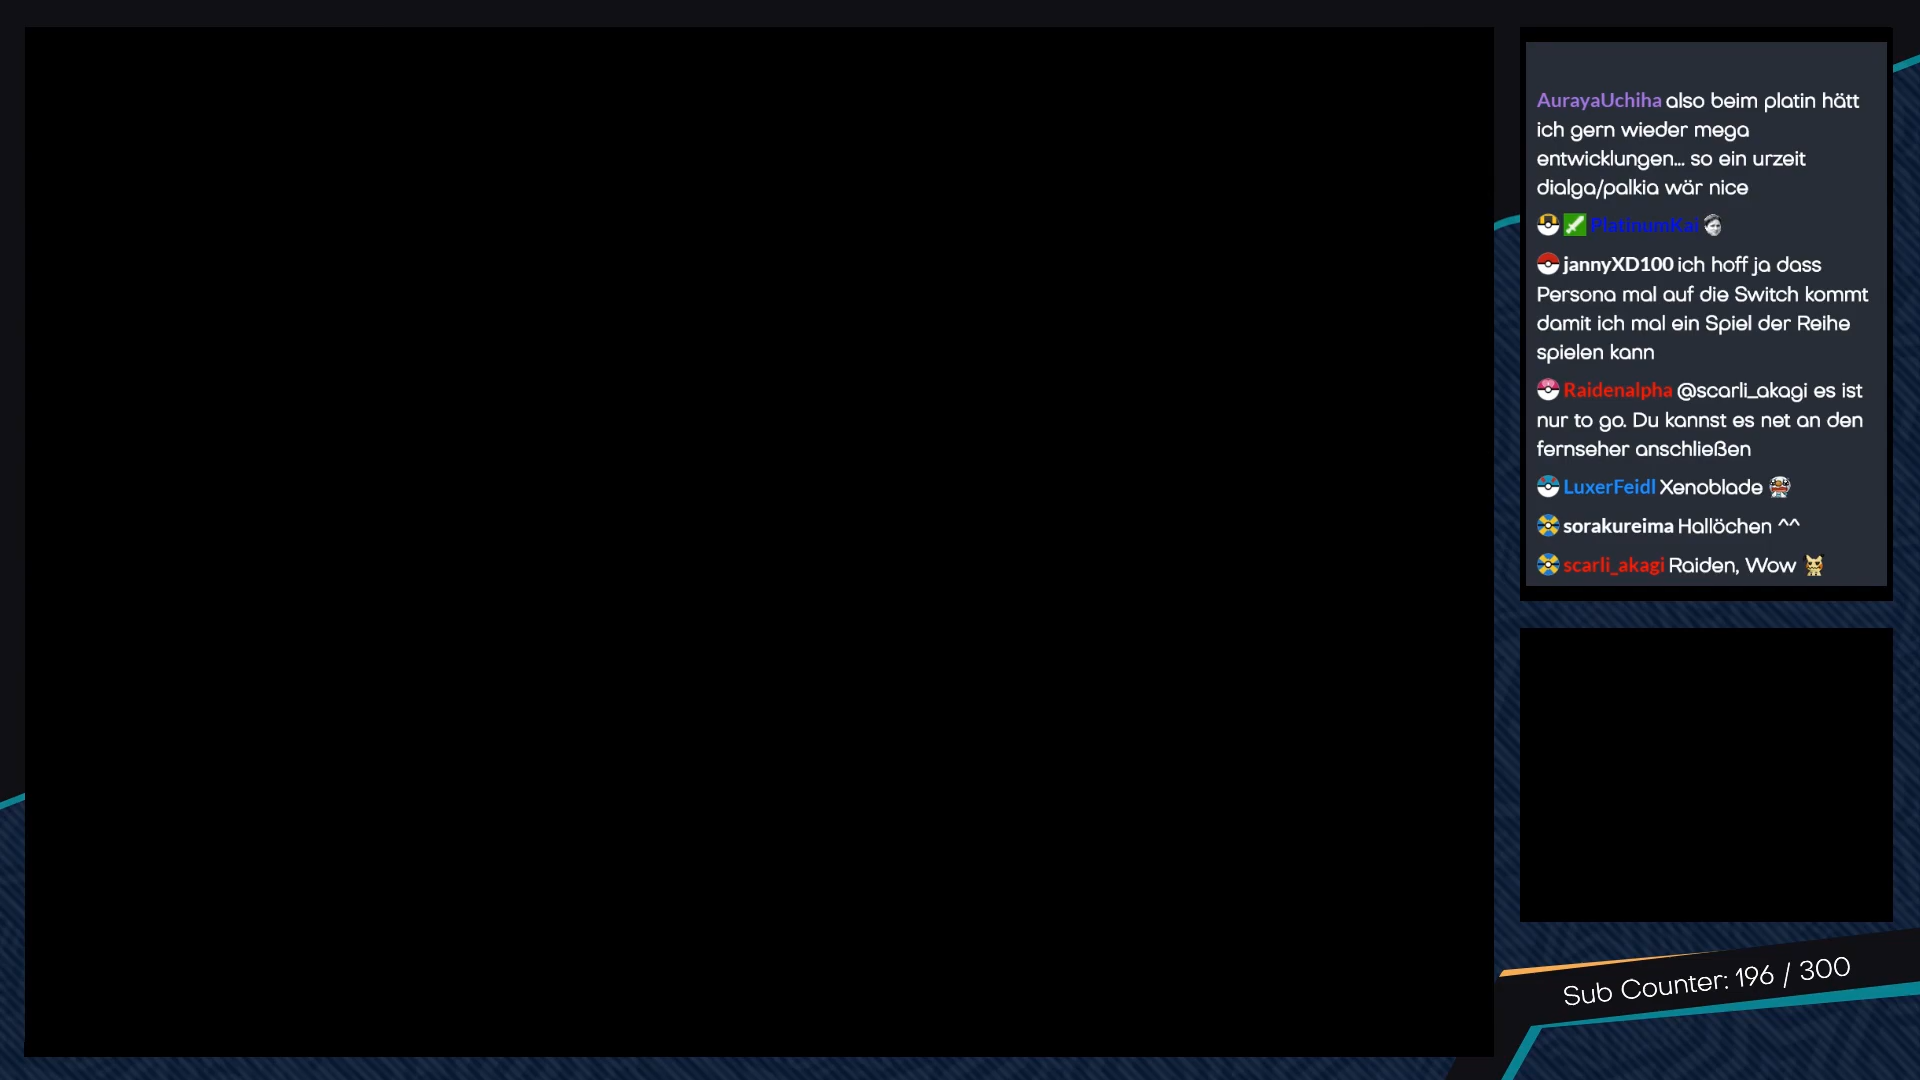 AurayaUchiha also beim platin hätt
ich gern wieder mega
entwicklungen... so ein urzeit
dialga/palkia wär nice
PlatinumKai
jannyXD100 ich hoff ja dass
Persona mal auf die Switch kommt
damit ich mal ein Spiel der Reihe
spielen kann
Raidenalpha @scarli_akagi es ist
nur to go. Du kannst es net an den
fernseher anschließen
LuxerFeidl Xenoblade
sorakureima Hallöchen ^^
scarli_akagi Raiden, Wow
Sub Counter: 196 / 300